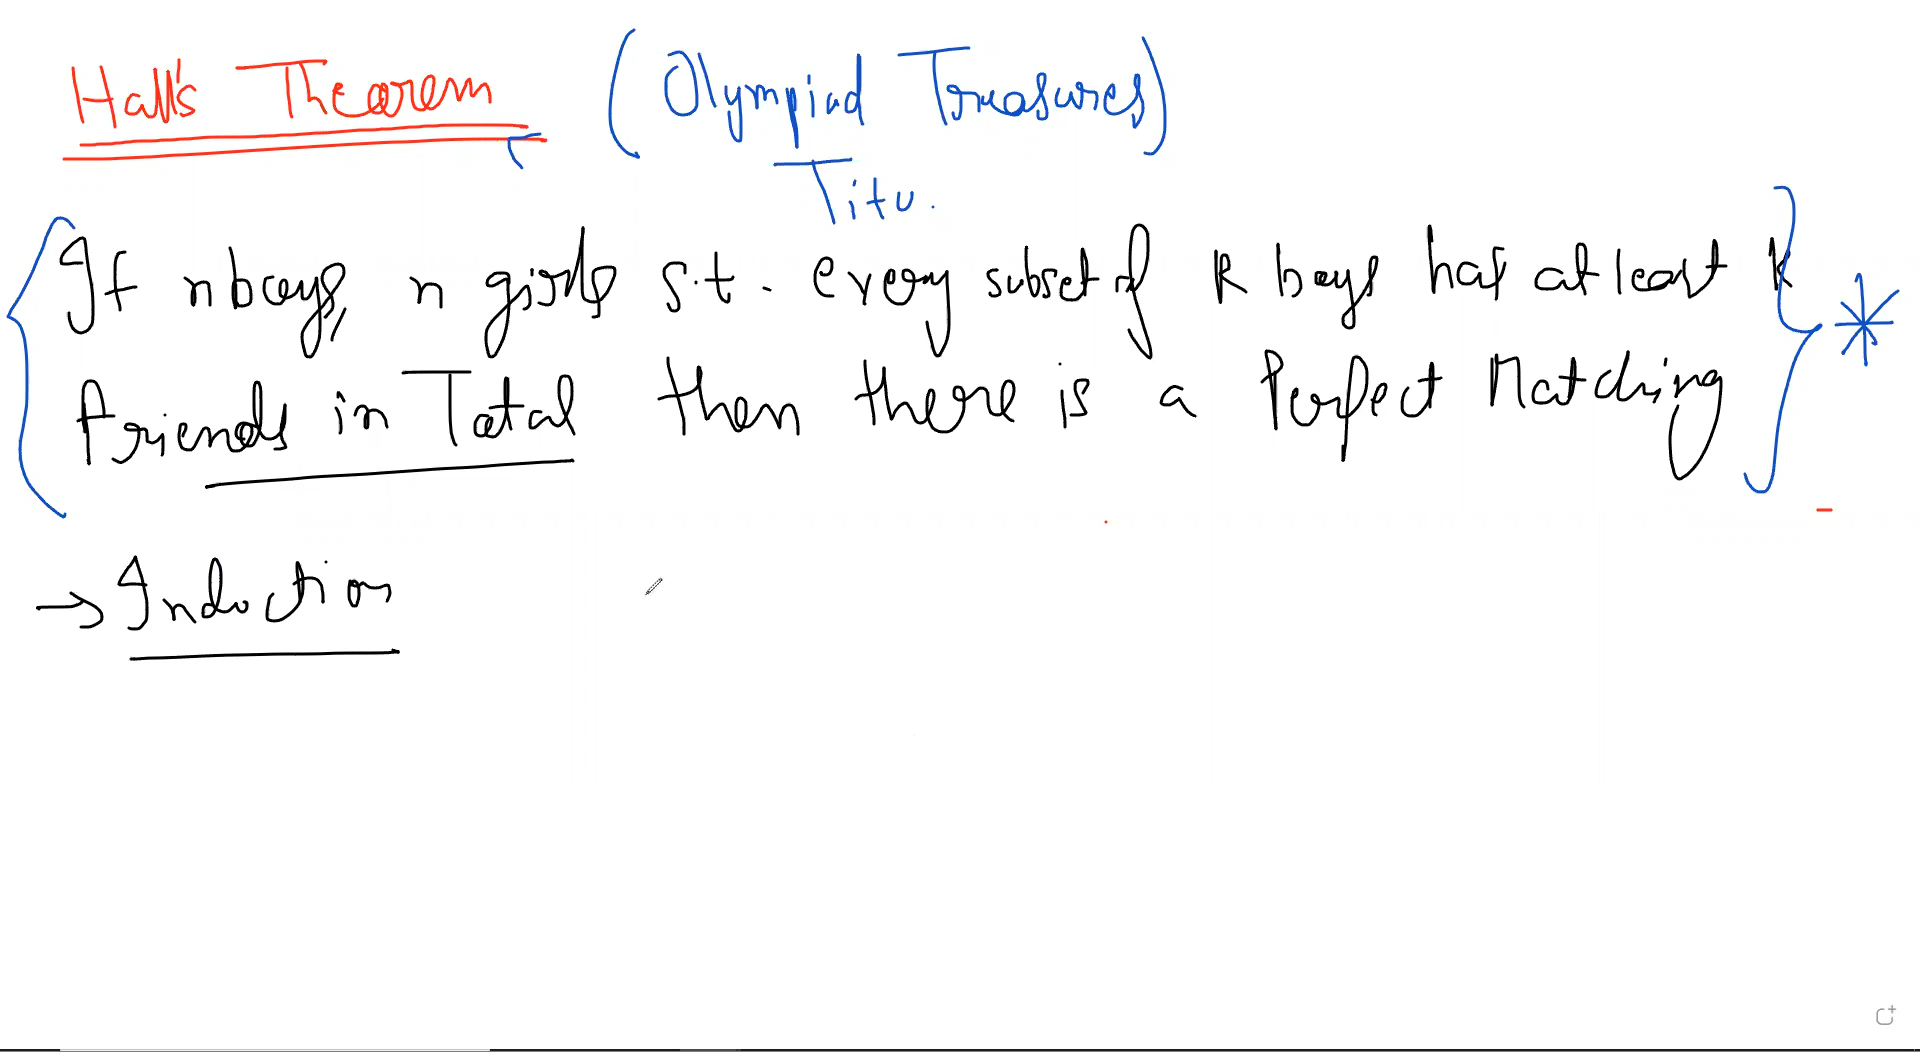 Hall's Theorem (Olympiad Treasures)
Titu.
If n boys, n girls s.t. every subset of k boys has at least k
friends in Total then there is a Perfect Matching
→ Induction